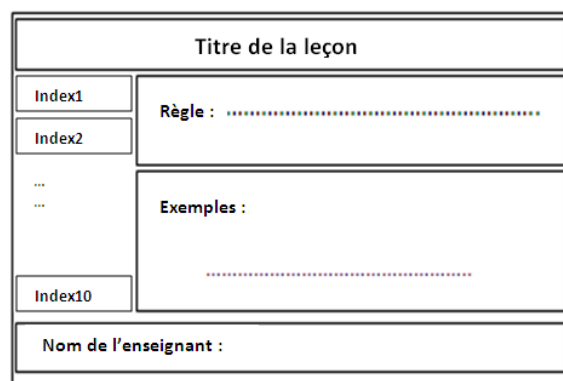 Titre de la leçon
Index1
Règle : ......................................................
Index2
...
...
Exemples :
..................................................
Index10
Nom de l'enseignant :